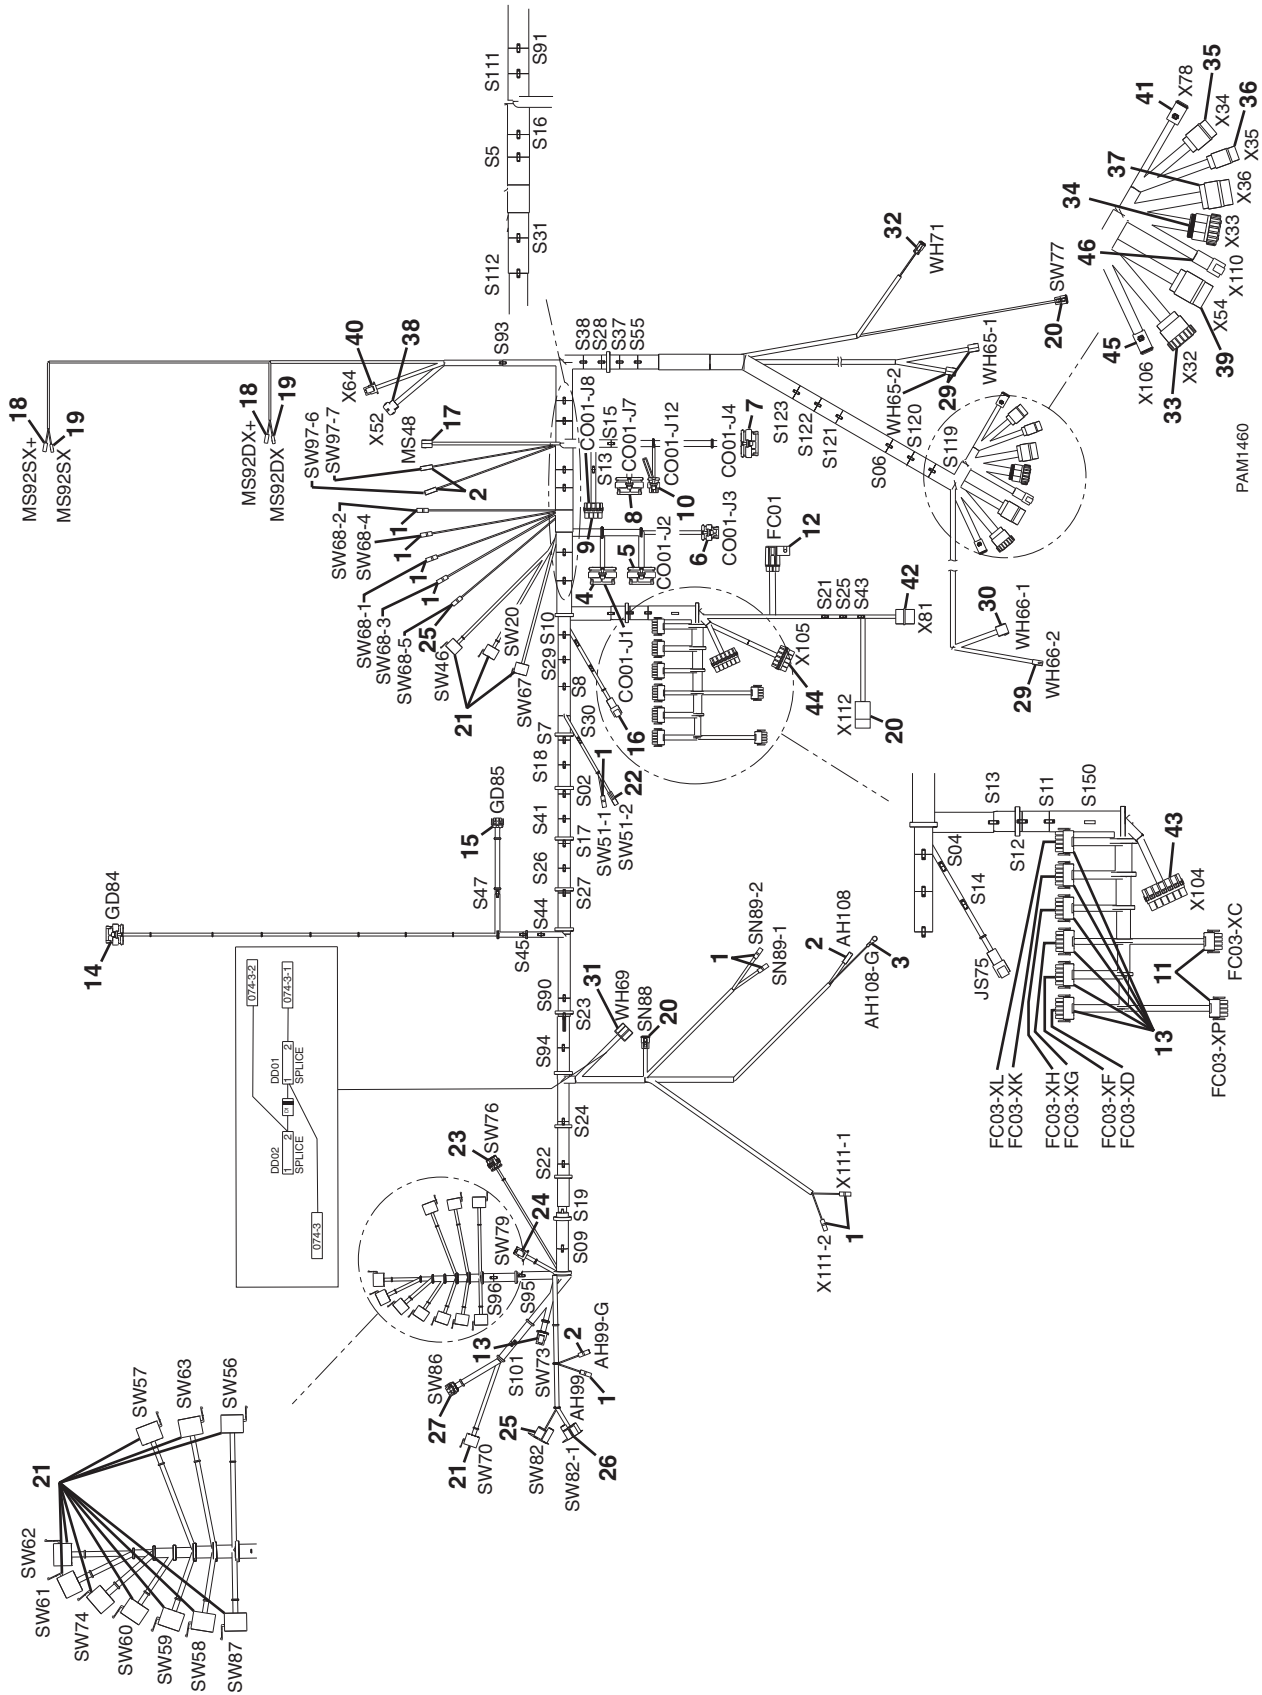 MS92SX+
18
MS92SX
19
MS92DX+
18
MS92DX
19
SW97-6
SW97-7
2
X64
40
X52
38
MS48
17
S93
S112
S31
S5
S16
S111
S91
SW68-2
1
SW68-4
1
SW68-1
1
SW68-3
1
SW68-5
25
SW46
SW20
SW67
21
S38
S28
S37
S55
CO01-J8
9
S13
S15
CO01-J7
8
CO01-J12
10
CO01-J4
7
CO01-J3
6
CO01-J2
5
4
CO01-J1
FC01
12
S21
S25
S43
X81
42
X105
44
X112
20
32
WH71
SW77
20
S123
S122
S121
S06
S120
S119
WH65-2
WH65-1
29
30
WH66-1
29
WH66-2
41
X78
35
X34
36
X35
37
X36
34
X33
46
X110
X54
39
X32
33
45
X106
PAM1460
S10
S29
S8
S30
16
S7
S18
S02
1
22
SW51-1
SW51-2
S41
S17
S26
S27
S44
S45
S47
15
GD85
14
GD84
S90
S23
S94
S24
S22
S19
S09
31
WH69
SN88
20
1
SN89-2
SN89-1
2
AH108
AH108-G
3
X111-1
X111-2
1
074-3-2
074-3-1
DD01
1 2
SPLICE
DD02
1 2
SPLICE
074-3
23
SW76
SW79
24
S96
S95
13
SW73
S101
SW86
27
21
SW70
25
SW82
SW82-1
26
AH99
1
2
AH99-G
21
SW62
SW61
SW74
SW60
SW59
SW58
SW87
SW57
SW63
SW56
S13
S12
S11
S150
S04
S14
JS75
43
X104
FC03-XL
FC03-XK
FC03-XH
FC03-XG
FC03-XF
FC03-XD
13
11
FC03-XC
FC03-XP